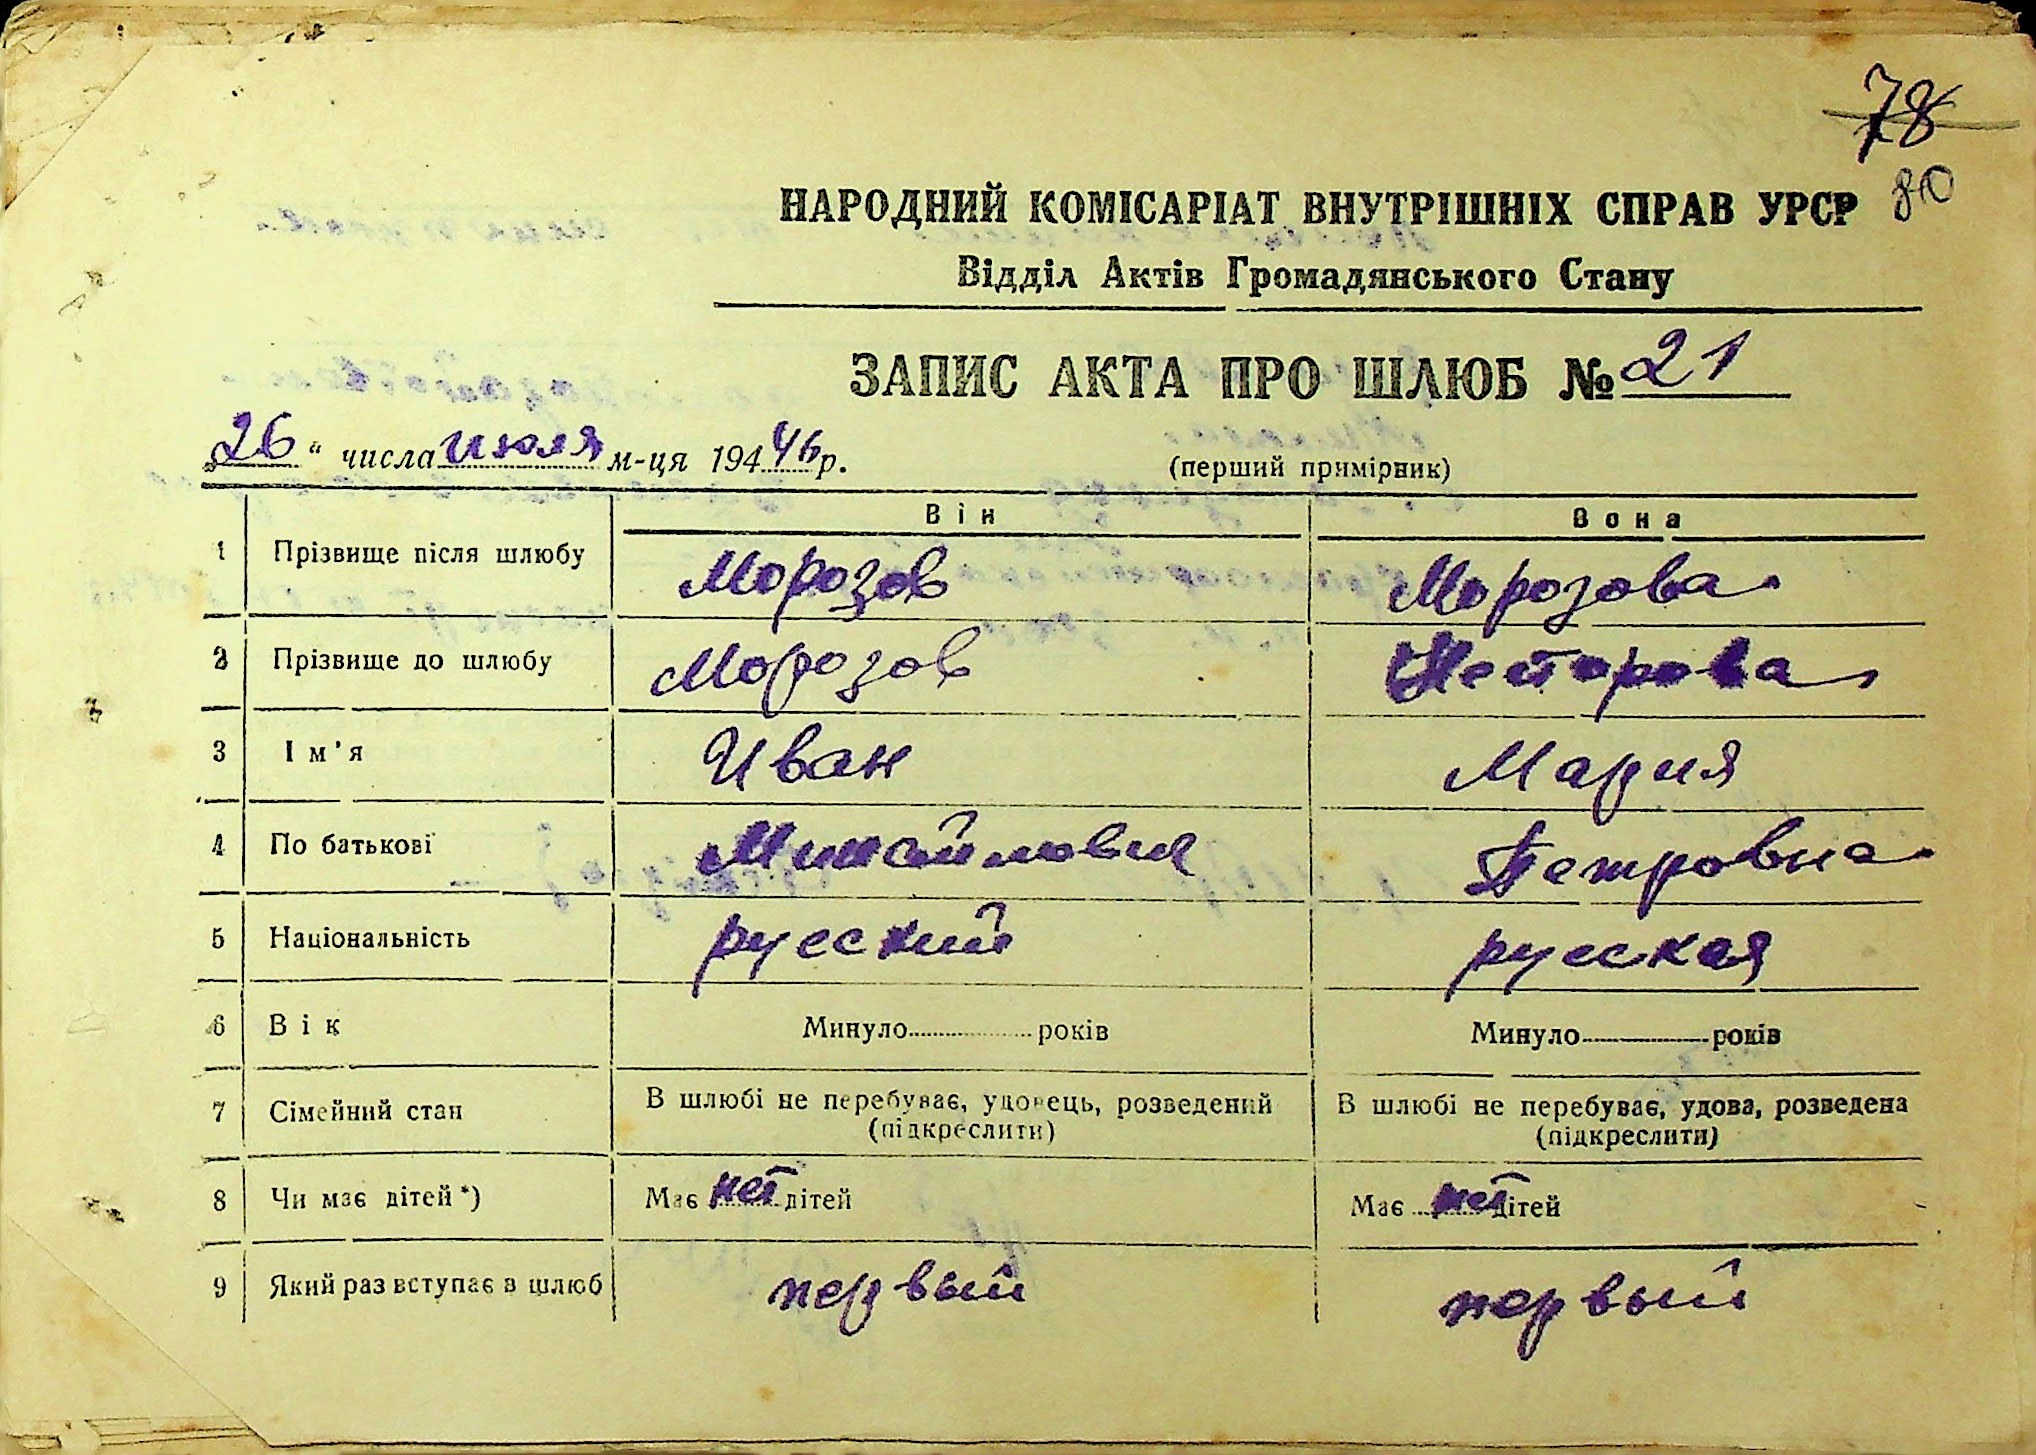 78
80
НАРОДНИЙ КОМІСАРІАТ ВНУТРІШНІХ СПРАВ УРСР
Відділ Актів Громадянського Стану
ЗАПИС АКТА ПРО ШЛЮБ № 21
„26“ числа июля м-ця 194 46 р.
(перший примірник)
Він Вона
1 Прізвище після шлюбу Морозов Морозова
2 Прізвище до шлюбу Морозов
3 Ім'я Иван Мария
4 По батькові Михайлович Петровна
5 Національність русский русская
6 Вік Минуло........ років Минуло........ років
7 Сімейний стан В шлюбі не перебуває, удовець, розведений (підкреслити) В шлюбі не перебуває, удова, розведена (підкреслити)
8 Чи має дітей*) Має нет дітей Має нет дітей
9 Який раз вступає в шлюб первый первый